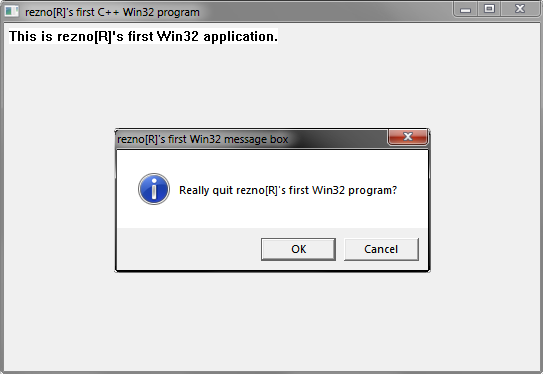 rezno[R]'s first C++ Win32 program
This is rezno[R]'s first Win32 application.
rezno[R]'s first Win32 message box
Really quit rezno[R]'s first Win32 program?
OK
Cancel